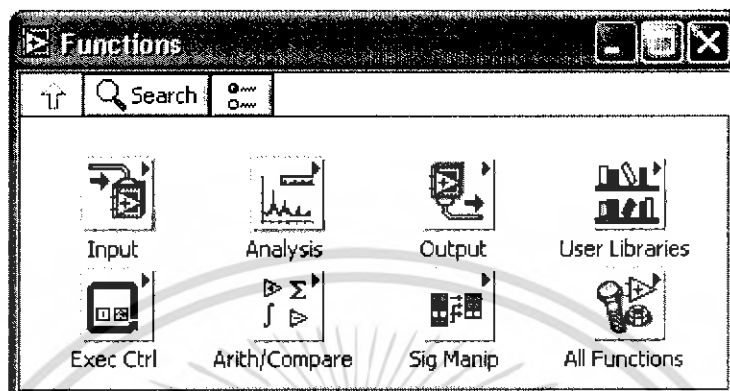 Functions
Search
Input Analysis Output User Libraries
Exec Ctrl Arith/Compare Sig Manip All Functions